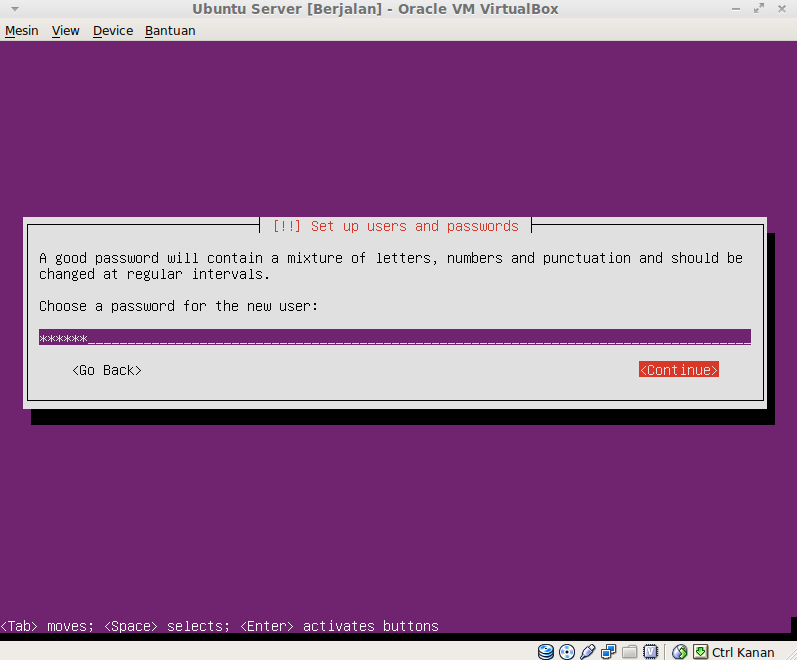 Ubuntu Server [Berjalan] - Oracle VM VirtualBox
Mesin View Device Bantuan
[!!] Set up users and passwords
A good password will contain a mixture of letters, numbers and punctuation and should be
changed at regular intervals.
Choose a password for the new user:
******
<Go Back> <Continue>
<Tab> moves; <Space> selects; <Enter> activates buttons
Ctrl Kanan